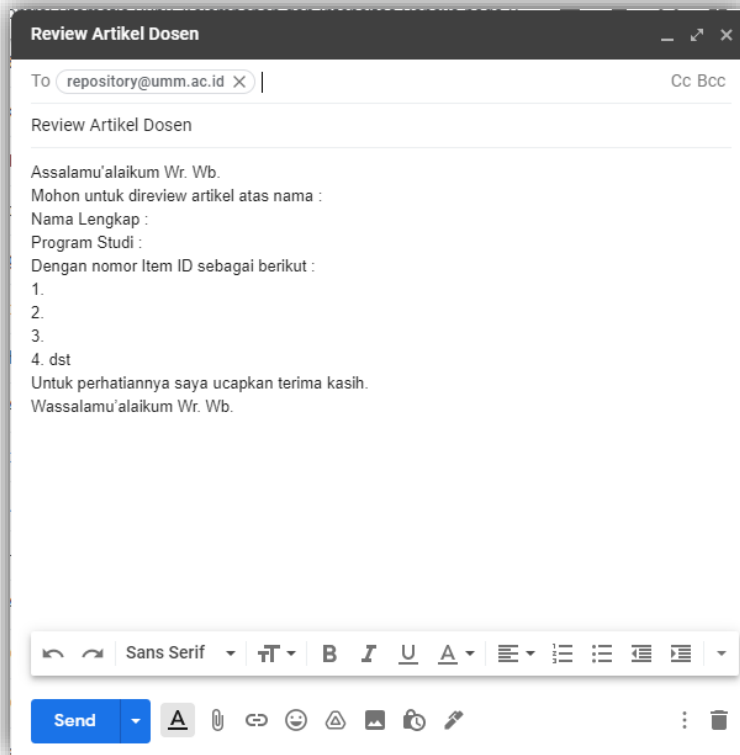 Review Artikel Dosen
To repository@umm.ac.id Cc Bcc
Review Artikel Dosen
Assalamu'alaikum Wr. Wb.
Mohon untuk direview artikel atas nama :
Nama Lengkap :
Program Studi :
Dengan nomor Item ID sebagai berikut :
1.
2.
3.
4. dst
Untuk perhatiannya saya ucapkan terima kasih.
Wassalamu'alaikum Wr. Wb.
Sans Serif
Send